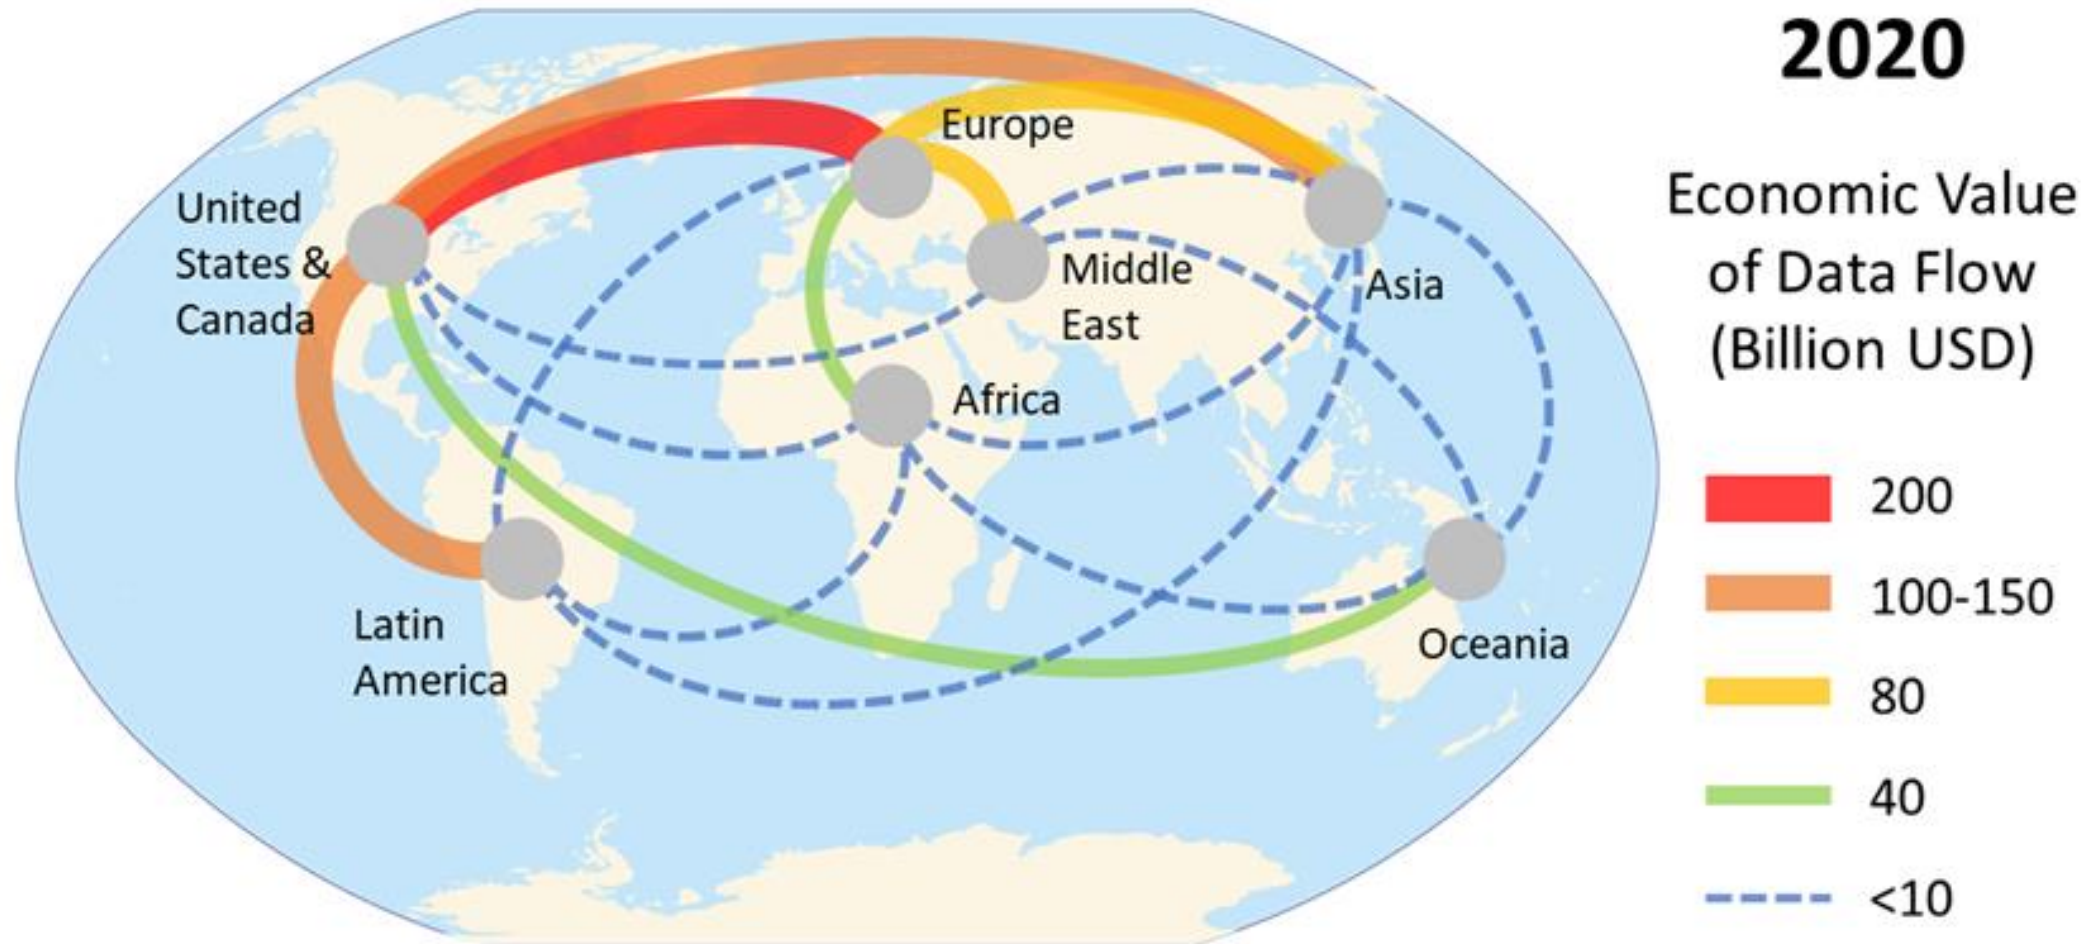 2020
Economic Value
of Data Flow
(Billion USD)
200
100-150
80
40
<10
Europe
United
States &
Canada
Middle
East
Asia
Africa
Latin
America
Oceania